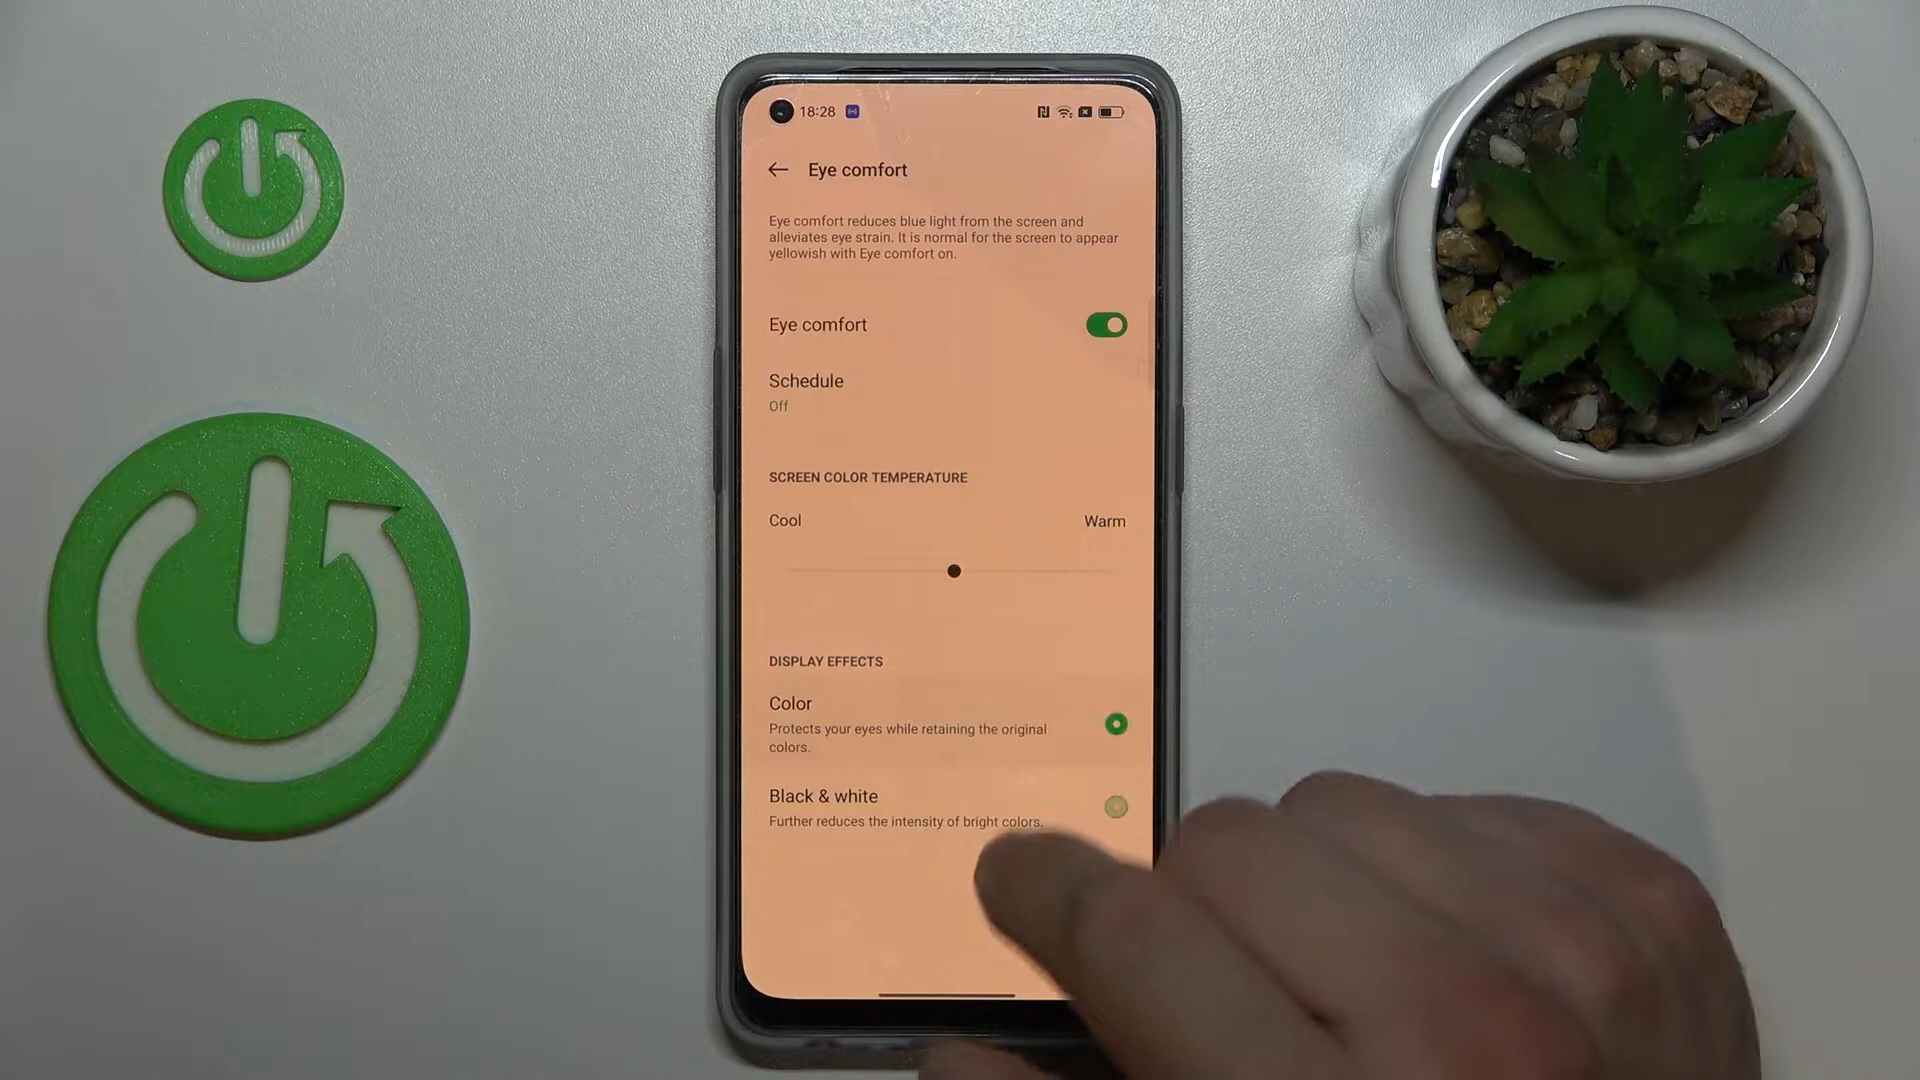 18:28
Eye comfort
Eye comfort reduces blue light from the screen and
alleviates eye strain. It is normal for the screen to appear
yellowish with Eye comfort on.
Eye comfort
Schedule
Off
SCREEN COLOR TEMPERATURE
Cool Warm
DISPLAY EFFECTS
Color
Protects your eyes while retaining the original
colors.
Black & white
Further reduces the intensity of bright colors.